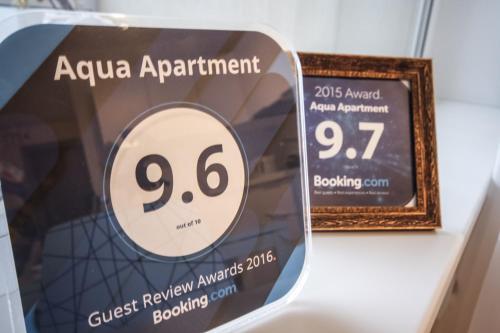 Aqua Apartment
9.6
out of 10
Guest Review Awards 2016.
Booking.com
2015 Award.
Aqua Apartment
9.7
Booking.com